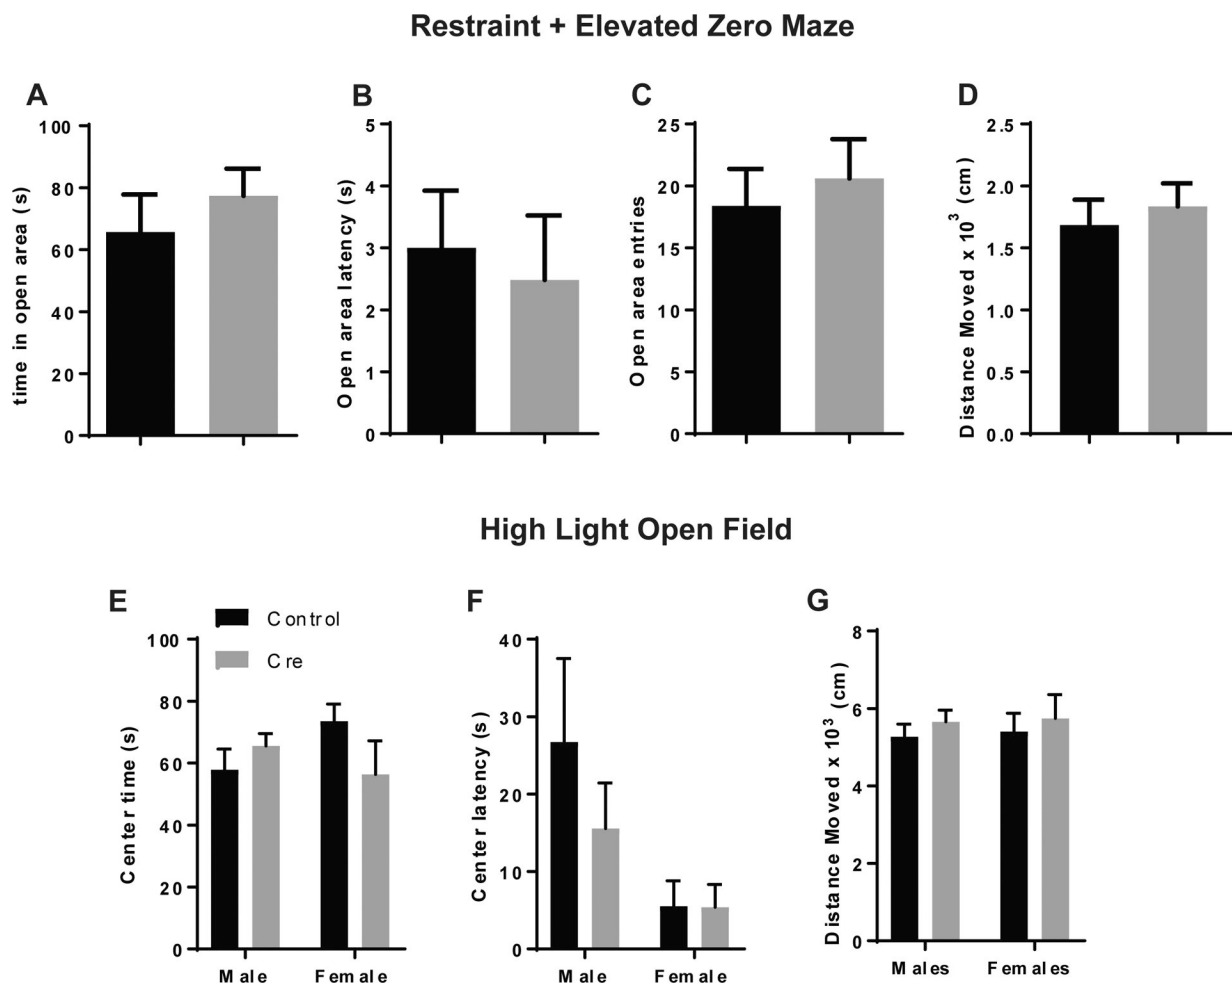 Restraint + Elevated Zero Maze
A
B
C
D
time in open area (s)
100
80
60
40
20
0
Open area latency (s)
5
4
3
2
1
0
Open area entries
25
20
15
10
5
0
Distance Moved x 10³ (cm)
2.5
2.0
1.5
1.0
0.5
0.0
High Light Open Field
E
F
G
Control
Cre
Center time (s)
100
80
60
40
20
0
Male Female
Center latency (s)
40
30
20
10
0
Male Female
Distance Moved x 10³ (cm)
8
6
4
2
0
Males Females